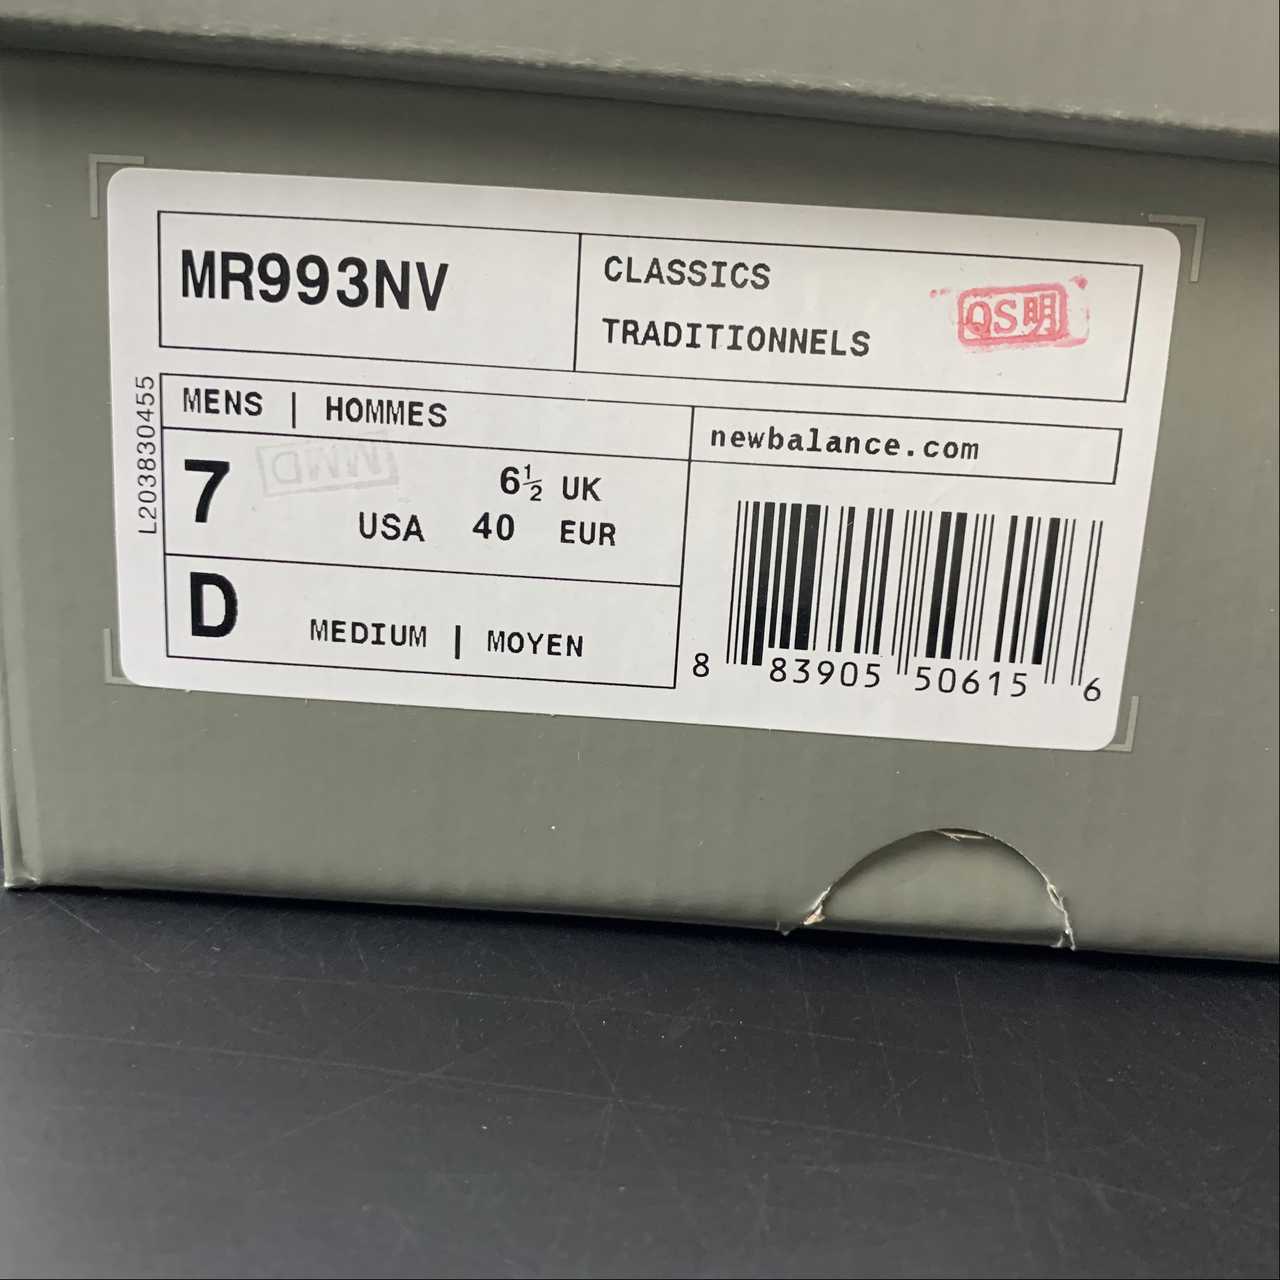 MR993NV
CLASSICS
TRADITIONNELS
QS明
L203830455
MENS | HOMMES
newbalance.com
7
MMD
6½ UK
USA 40 EUR
D
MEDIUM | MOYEN
8 83905 50615 6